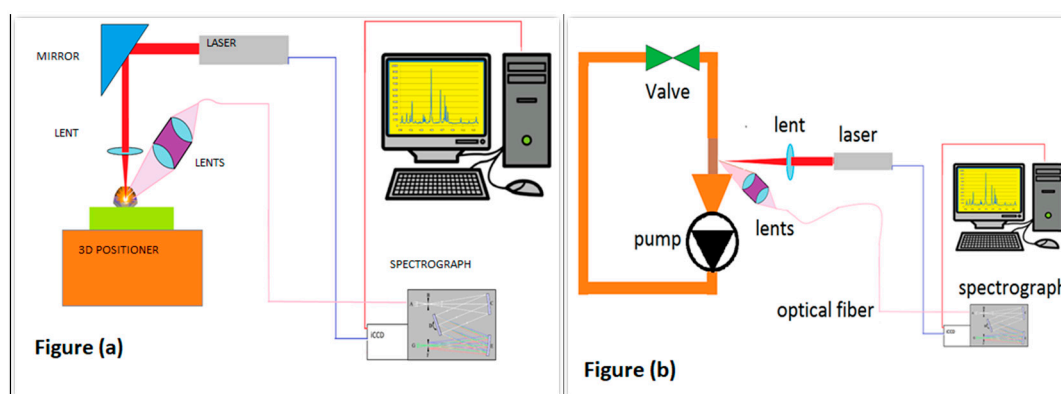 MIRROR
LASER
LENT
LENTS
3D POSITIONER
SPECTROGRAPH
iCCD
Figure (a)
Valve
lent
laser
lents
pump
spectrograph
optical fiber
iCCD
Figure (b)